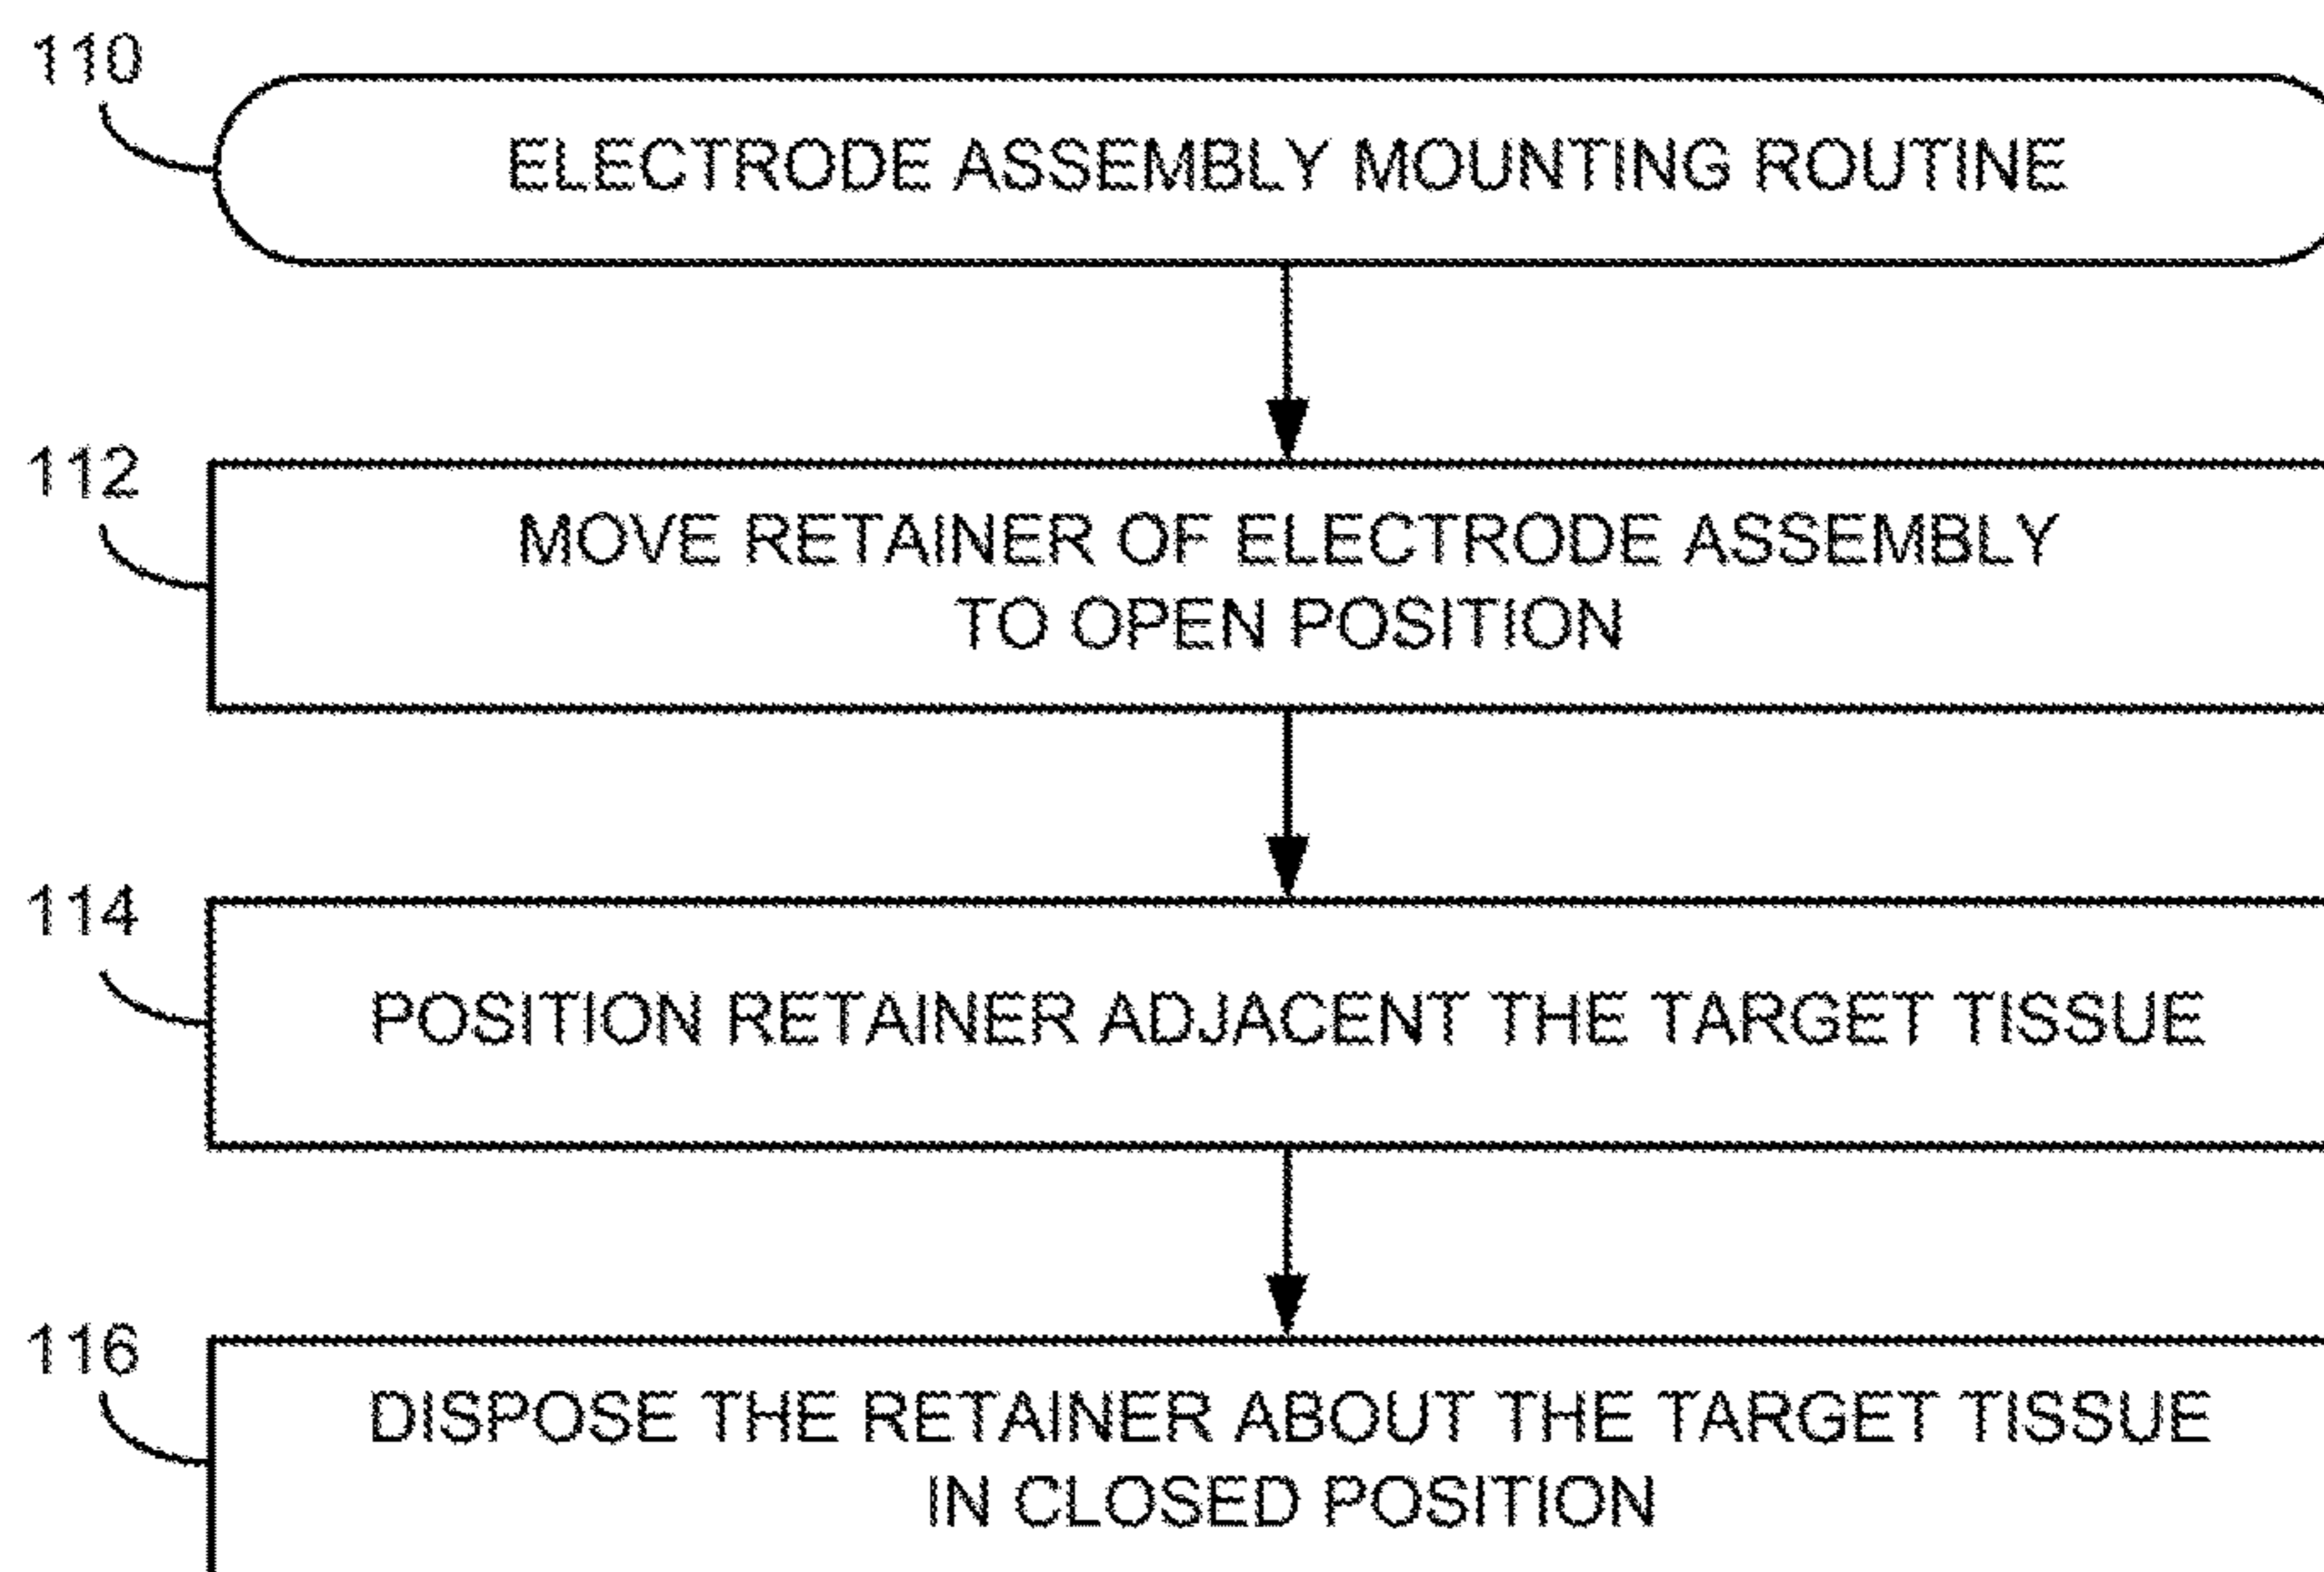 110
ELECTRODE ASSEMBLY MOUNTING ROUTINE
112
MOVE RETAINER OF ELECTRODE ASSEMBLY
TO OPEN POSITION
114
POSITION RETAINER ADJACENT THE TARGET TISSUE
116
DISPOSE THE RETAINER ABOUT THE TARGET TISSUE
IN CLOSED POSITION